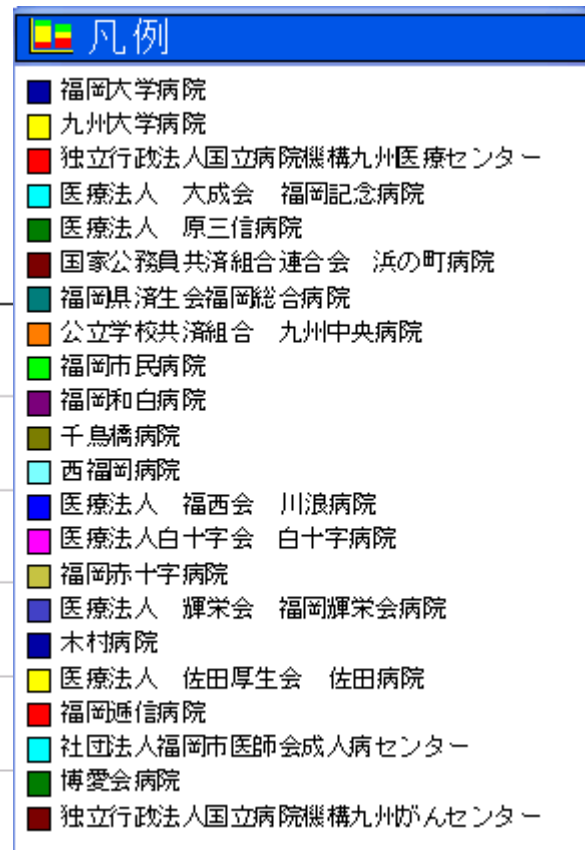 凡例
福岡大学病院
九州大学病院
独立行政法人国立病院機構九州医療センター
医療法人　大成会　福岡記念病院
医療法人　原三信病院
国家公務員共済組合連合会　浜の町病院
福岡県済生会福岡総合病院
公立学校共済組合　九州中央病院
福岡市民病院
福岡和白病院
千鳥橋病院
西福岡病院
医療法人　福西会　川浪病院
医療法人白十字会　白十字病院
福岡赤十字病院
医療法人　輝栄会　福岡輝栄会病院
木村病院
医療法人　佐田厚生会　佐田病院
福岡逓信病院
社団法人福岡市医師会成人病センター
博愛会病院
独立行政法人国立病院機構九州がんセンター